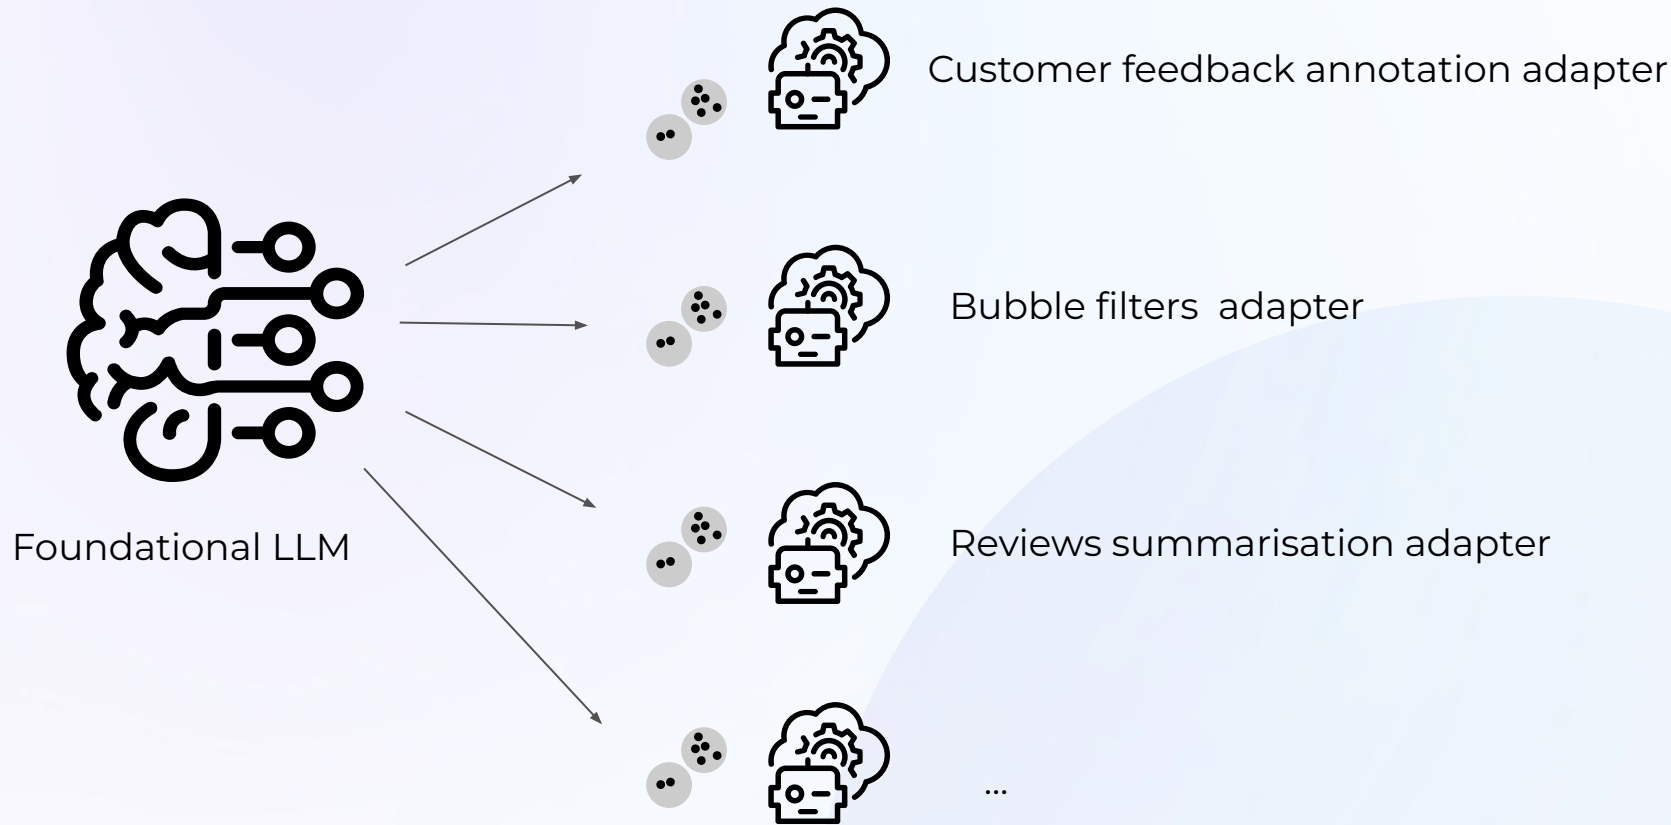 Customer feedback annotation adapter
Bubble filters  adapter
Foundational LLM
Reviews summarisation adapter
...